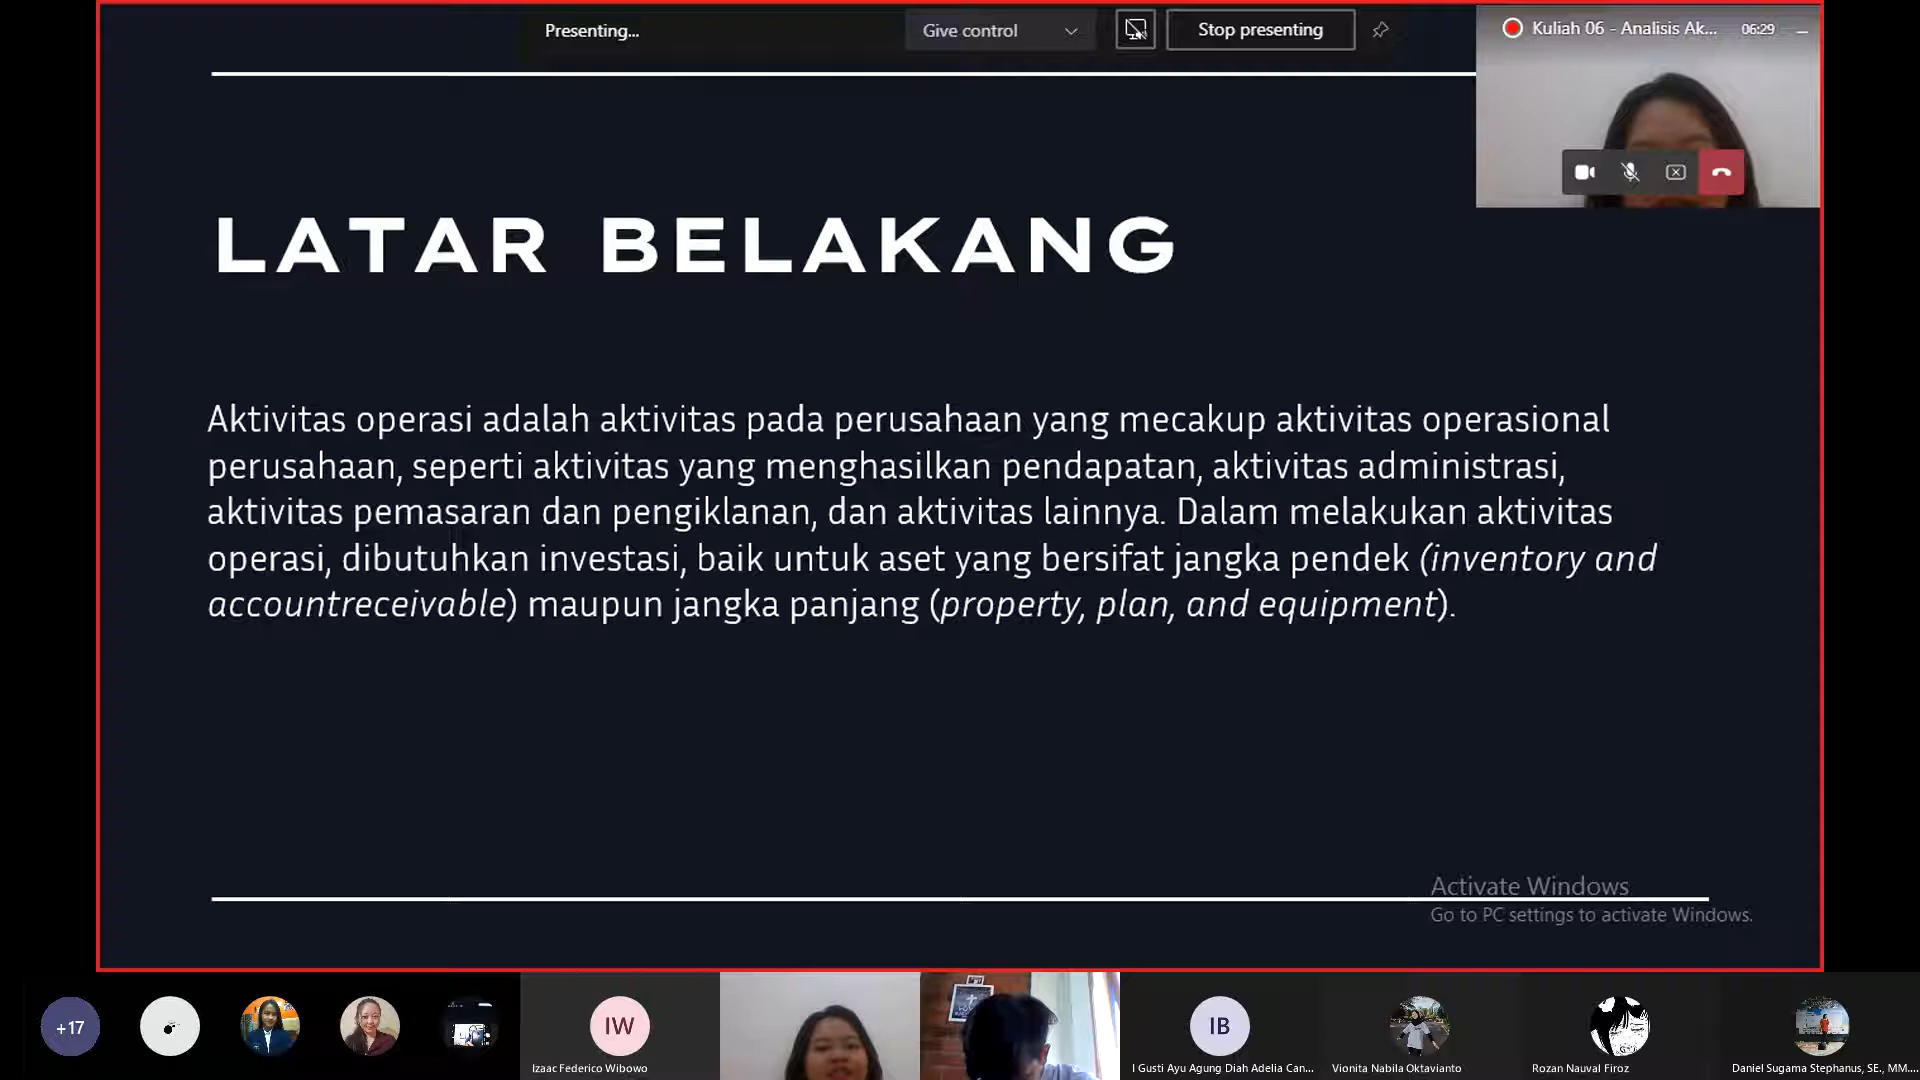 Presenting...
Give control
Stop presenting
Kuliah 06 - Analisis Ak...
06:29
LATAR BELAKANG
Aktivitas operasi adalah aktivitas pada perusahaan yang mecakup aktivitas operasional
perusahaan, seperti aktivitas yang menghasilkan pendapatan, aktivitas administrasi,
aktivitas pemasaran dan pengiklanan, dan aktivitas lainnya. Dalam melakukan aktivitas
operasi, dibutuhkan investasi, baik untuk aset yang bersifat jangka pendek (inventory and
accountreceivable) maupun jangka panjang (property, plan, and equipment).
Activate Windows
Go to PC settings to activate Windows.
+17
IW
Izaac Federico Wibowo
IB
I Gusti Ayu Agung Diah Adelia Can...
Vionita Nabila Oktavianto
Rozan Nauval Firoz
Daniel Sugama Stephanus, SE., MM....